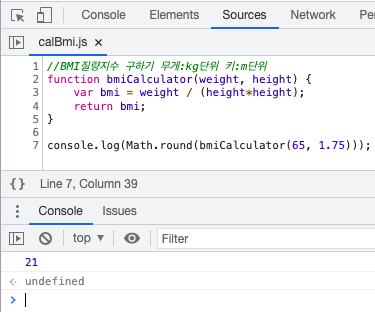 Console Elements Sources Network Pe
calBmi.js ×
1 //BMI질량지수 구하기 무게:kg단위 키:m단위
2 function bmiCalculator(weight, height) {
3 var bmi = weight / (height*height);
4 return bmi;
5 }
6
7 console.log(Math.round(bmiCalculator(65, 1.75)));
{} Line 7, Column 39
Console Issues
top ▾ Filter
21
undefined